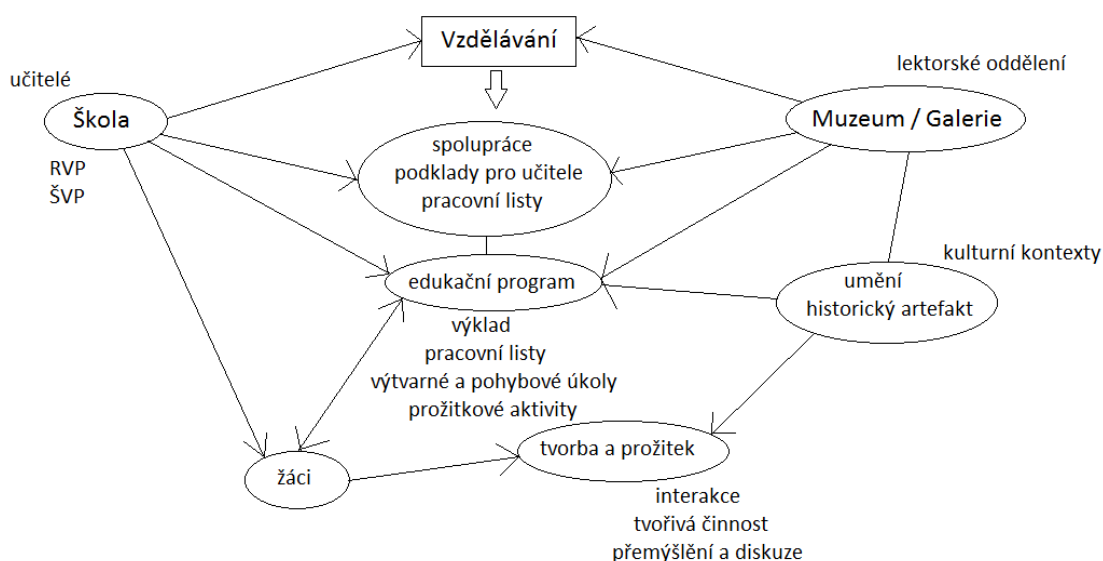 Vzdělávání
učitelé
Škola
RVP
ŠVP
lektorské oddělení
Muzeum / Galerie
spolupráce
podklady pro učitele
pracovní listy
kulturní kontexty
umění
historický artefakt
edukační program
výklad
pracovní listy
výtvarné a pohybové úkoly
prožitkové aktivity
žáci
tvorba a prožitek
interakce
tvořivá činnost
přemýšlění a diskuze